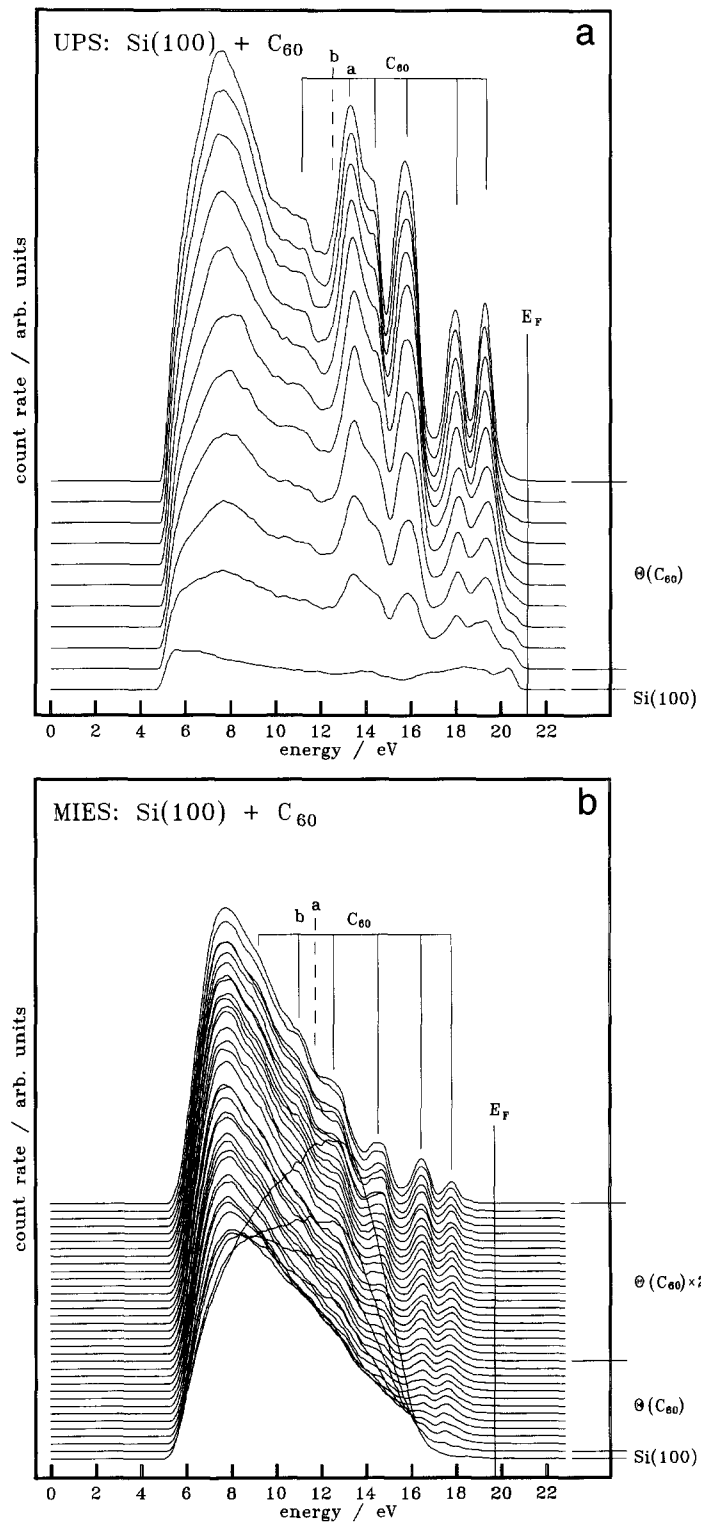 UPS: Si(100) + C₆₀
a
b
a
C₆₀
E_F
count rate / arb. units
Θ(C₆₀)
Si(100)
0 2 4 6 8 10 12 14 16 18 20 22
energy / eV
MIES: Si(100) + C₆₀
b
a
b
C₆₀
E_F
count rate / arb. units
Θ(C₆₀)×2
Θ(C₆₀)
Si(100)
0 2 4 6 8 10 12 14 16 18 20 22
energy / eV